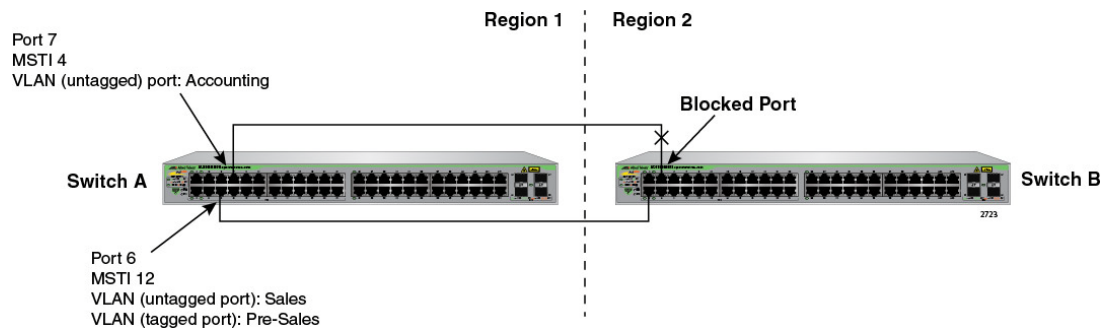 Region 1
Region 2
Port 7
MSTI 4
VLAN (untagged) port: Accounting
Blocked Port
Switch A
Switch B
2723
Port 6
MSTI 12
VLAN (untagged port): Sales
VLAN (tagged port): Pre-Sales